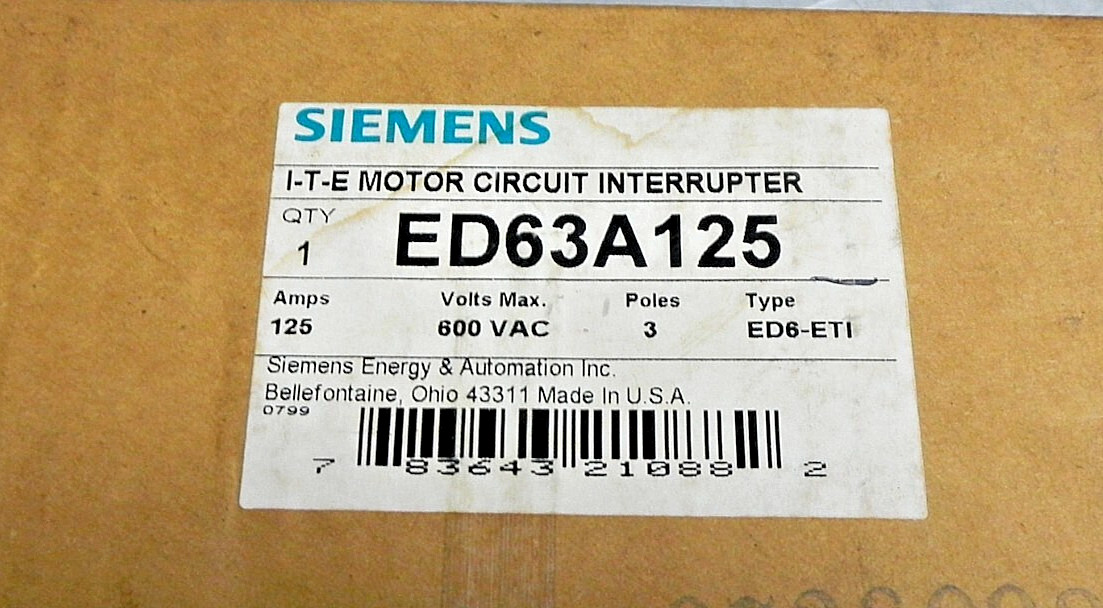 SIEMENS
I-T-E MOTOR CIRCUIT INTERRUPTER
QTY
1
ED63A125
Amps Volts Max. Poles Type
125 600 VAC 3 ED6-ETI
Siemens Energy & Automation Inc.
Bellefontaine, Ohio 43311 Made In U.S.A.
0799
7 83643 21088 2